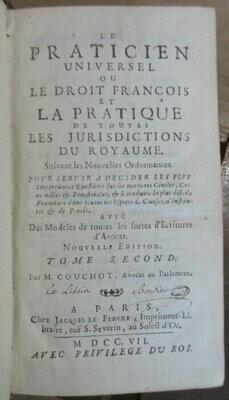 LE
PRATICIEN
UNIVERSEL
OU
LE DROIT FRANCOIS
ET
LA PRATIQUE
DE TOUTES
LES JURISDICTIONS
DU ROYAUME.
Suivant les Nouvelles Ordonnances.
POUR SERVIR A DECIDER LES PLUS
Importantes Questions sur les matieres Civiles, Cri-
minelles & Beneficiales, & à conduire la plus difficile
Procedure dans toutes les Especes de Causes, d'Instan-
ces & de Procès.
AVEC
Des Modeles de toutes les sortes d'Ecritures
d'Avocat.
NOUVELLE EDITION.
TOME SECOND.
Par M. COUCHOT, Avocat au Parlement.
A PARIS,
Chez JACQUES LE FEBVRE, Imprimeur-Li-
braire, ruë S. Severin, au Soleil d'Or.
M DCC. VII.
AVEC PRIVILEGE DU ROI.